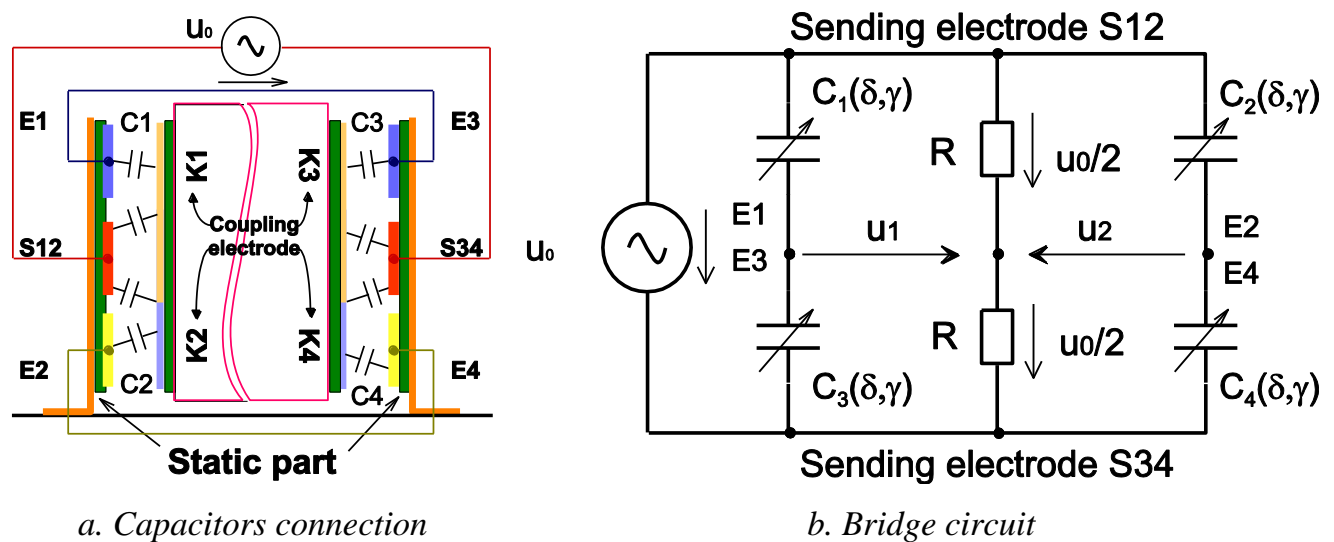 u₀
E1
C1
C3
E3
K1
K3
Coupling
electrode
S12
S34
K2
K4
E2
C2
C4
E4
Static part
a. Capacitors connection
Sending electrode S12
C₁(δ,γ)
C₂(δ,γ)
R
u₀/2
E1
u₁
u₂
E2
u₀
E3
E4
R
u₀/2
C₃(δ,γ)
C₄(δ,γ)
Sending electrode S34
b. Bridge circuit